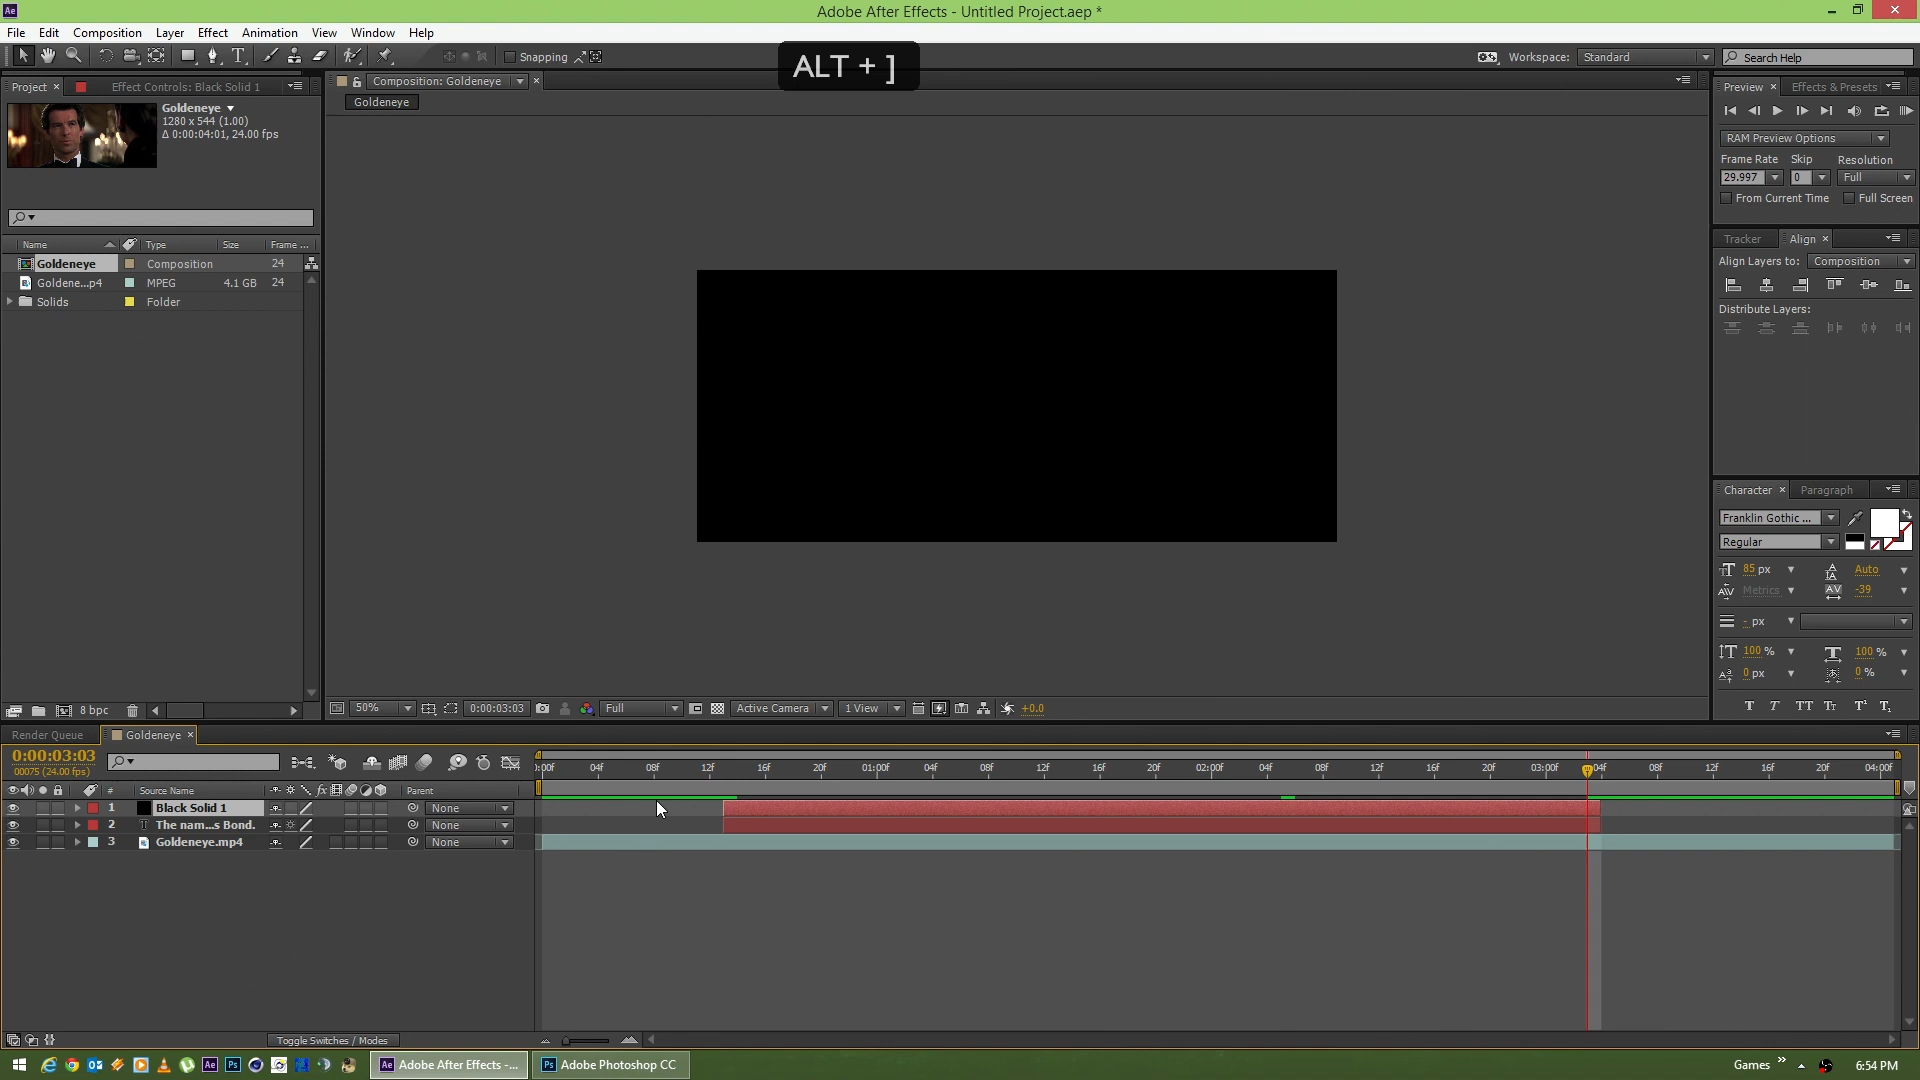 Adobe After Effects - Untitled Project.aep *
File Edit Composition Layer Effect Animation View Window Help
Snapping
ALT + ]
Workspace: Standard
Search Help
Project × Effect Controls: Black Solid 1
Composition: Goldeneye ×
Goldeneye
Goldeneye
1280 x 544 (1.00)
Δ 0:00:04:01, 24.00 fps
Name Type Size Frame ...
Goldeneye Composition 24
Goldene...p4 MPEG 4.1 GB 24
Solids Folder
8 bpc
50% 0:00:03:03 Full Active Camera 1 View +0.0
Preview × Effects & Presets
RAM Preview Options
Frame Rate Skip Resolution
29.997 0 Full
From Current Time Full Screen
Tracker Align ×
Align Layers to: Composition
Distribute Layers:
Character × Paragraph
Franklin Gothic ...
Regular
85 px Auto
Metrics -39
- px
100 % 100 %
0 px 0 %
T T TT Tt T¹ T₁
Render Queue Goldeneye ×
0:00:03:03
00075 (24.00 fps)
:00f 04f 08f 12f 16f 20f 01:00f 04f 08f 12f 16f 20f 02:00f 04f 08f 12f 16f 20f 03:00f 04f 08f 12f 16f 20f 04:00f
# Source Name Parent
1 Black Solid 1 None
2 T The nam...s Bond. None
3 Goldeneye.mp4 None
Toggle Switches / Modes
Adobe After Effects -...
Adobe Photoshop CC
Games
6:54 PM